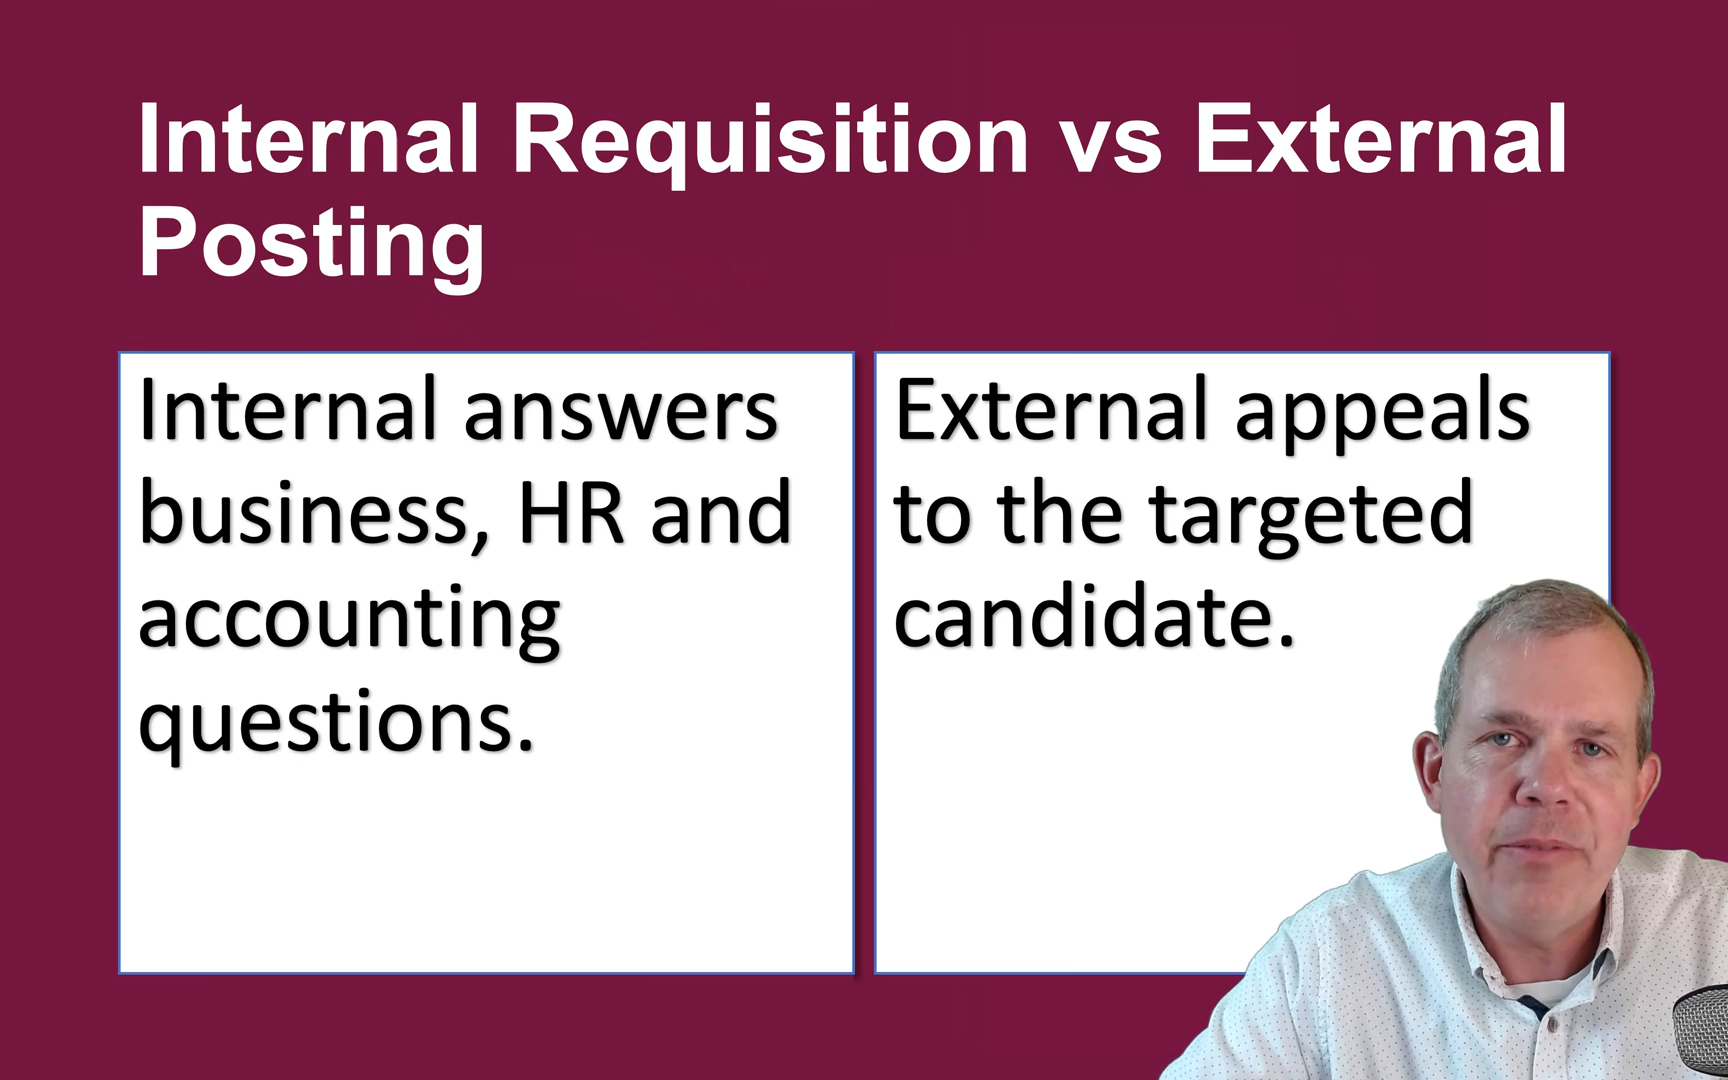 Internal Requisition vs External
Posting
Internal answers
business, HR and
accounting
questions.
External appeals
to the targeted
candidate.